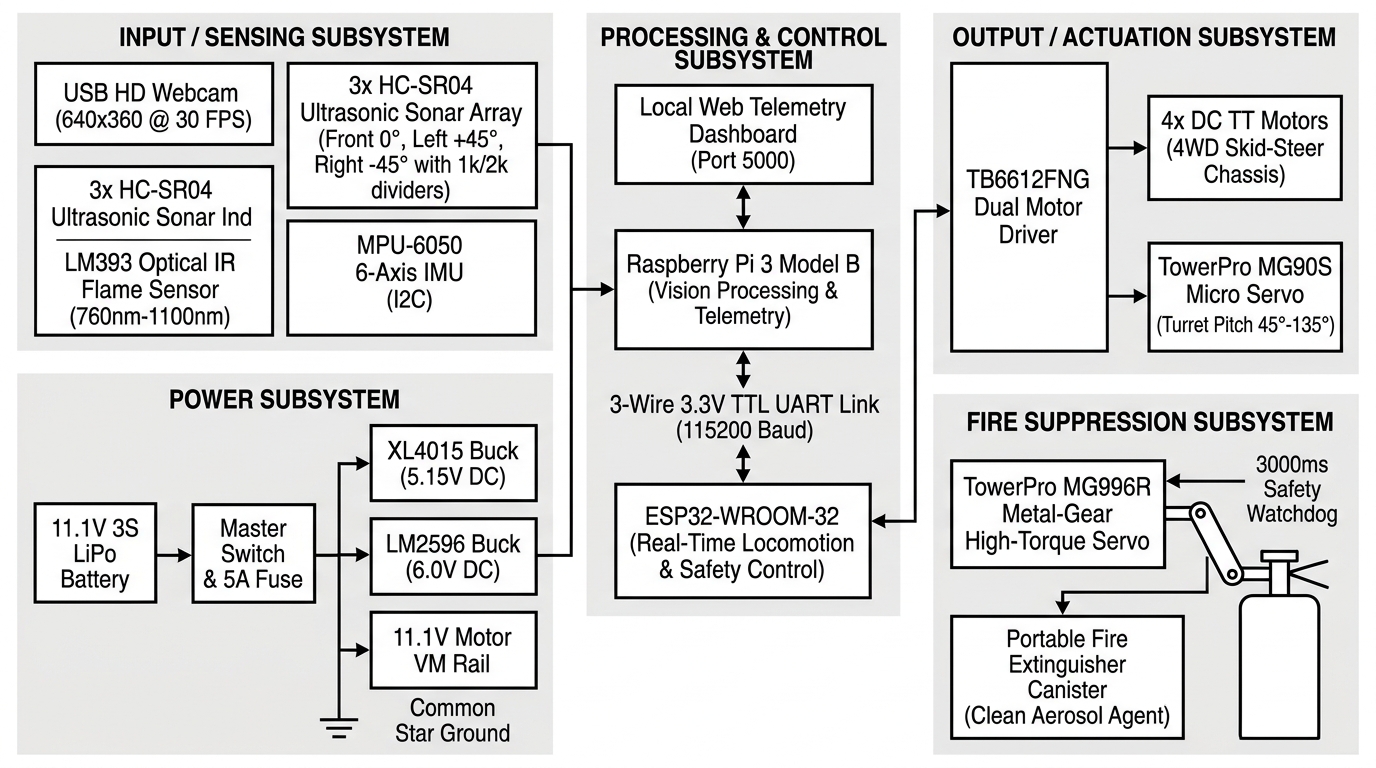 INPUT / SENSING SUBSYSTEM
USB HD Webcam
(640x360 @ 30 FPS)
3x HC-SR04
Ultrasonic Sonar Array
(Front 0°, Left +45°,
Right -45° with 1k/2k
dividers)
3x HC-SR04
Ultrasonic Sonar Ind
LM393 Optical IR
Flame Sensor
(760nm-1100nm)
MPU-6050
6-Axis IMU
(I2C)
POWER SUBSYSTEM
11.1V 3S
LiPo
Battery
Master
Switch
& 5A Fuse
XL4015 Buck
(5.15V DC)
LM2596 Buck
(6.0V DC)
11.1V Motor
VM Rail
Common
Star Ground
PROCESSING & CONTROL
SUBSYSTEM
Local Web Telemetry
Dashboard
(Port 5000)
Raspberry Pi 3 Model B
(Vision Processing &
Telemetry)
3-Wire 3.3V TTL UART Link
(115200 Baud)
ESP32-WROOM-32
(Real-Time Locomotion
& Safety Control)
OUTPUT / ACTUATION SUBSYSTEM
TB6612FNG
Dual Motor
Driver
4x DC TT Motors
(4WD Skid-Steer
Chassis)
TowerPro MG90S
Micro Servo
(Turret Pitch 45°-135°)
FIRE SUPPRESSION SUBSYSTEM
TowerPro MG996R
Metal-Gear
High-Torque Servo
3000ms
Safety
Watchdog
Portable Fire
Extinguisher
Canister
(Clean Aerosol Agent)